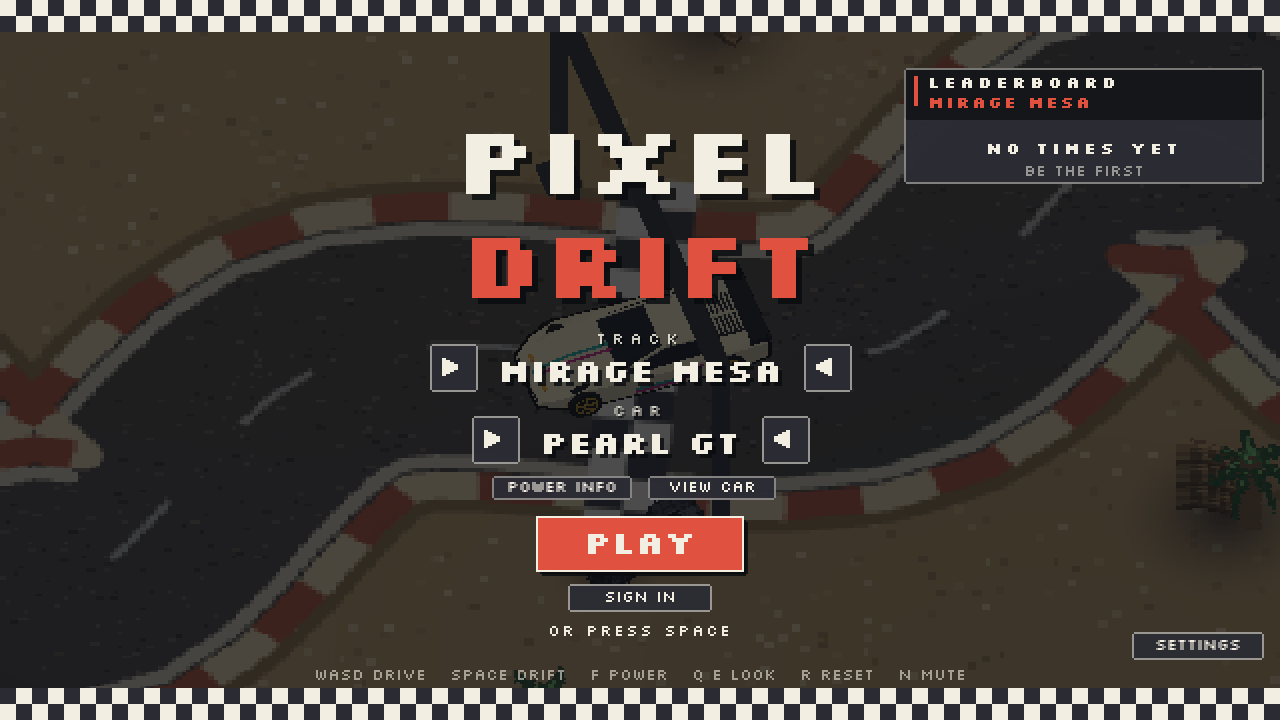 PIXEL
DRIFT
LEADERBOARD
MIRAGE MESA
NO TIMES YET
BE THE FIRST
TRACK
MIRAGE MESA
CAR
PEARL GT
POWER INFO
VIEW CAR
PLAY
SIGN IN
OR PRESS SPACE
SETTINGS
WASD DRIVE SPACE DRIFT F POWER Q E LOOK R RESET N MUTE